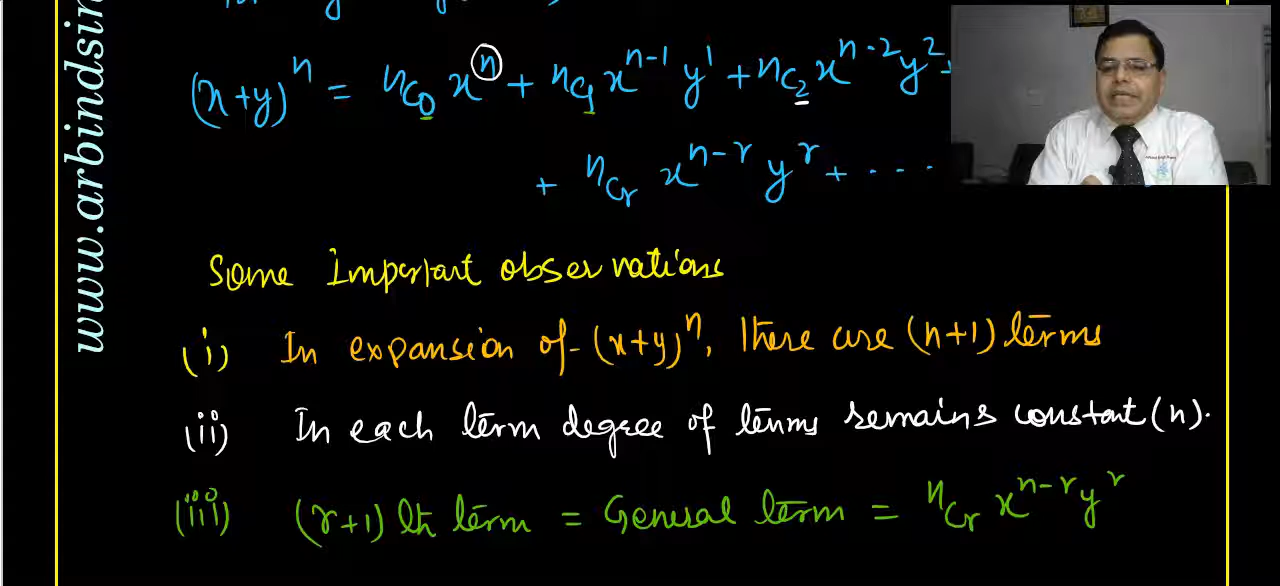 (x+y)^n = nC0 x^n + nC1 x^(n-1) y^1 + nC2 x^(n-2) y^2 +
+ nCr x^(n-r) y^r + ....
Some Important observations
(i) In expansion of (x+y)^n, there are (n+1) terms
(ii) In each term degree of terms remains constant (n).
(iii) (r+1)th term = General term = nCr x^(n-r) y^r
www.arbindsin